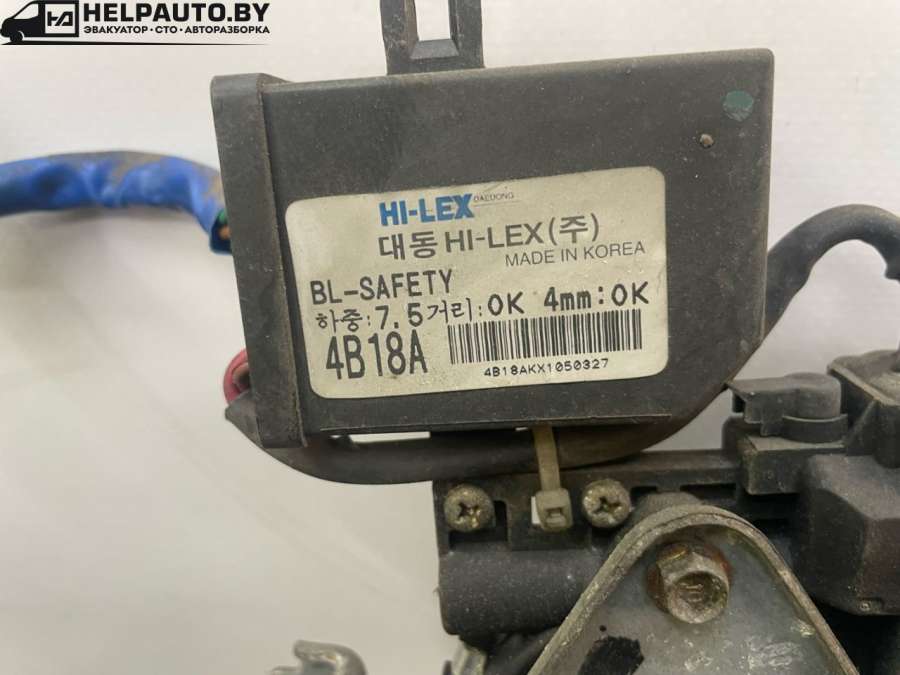 HELPAUTO.BY
ЭВАКУАТОР·СТО·АВТОРАЗБОРКА
HI-LEX DAEDONG
대동 HI-LEX(주)
MADE IN KOREA
BL-SAFETY
하중:7.5 거리:OK 4mm:OK
4B18A
4B18AKX1050327